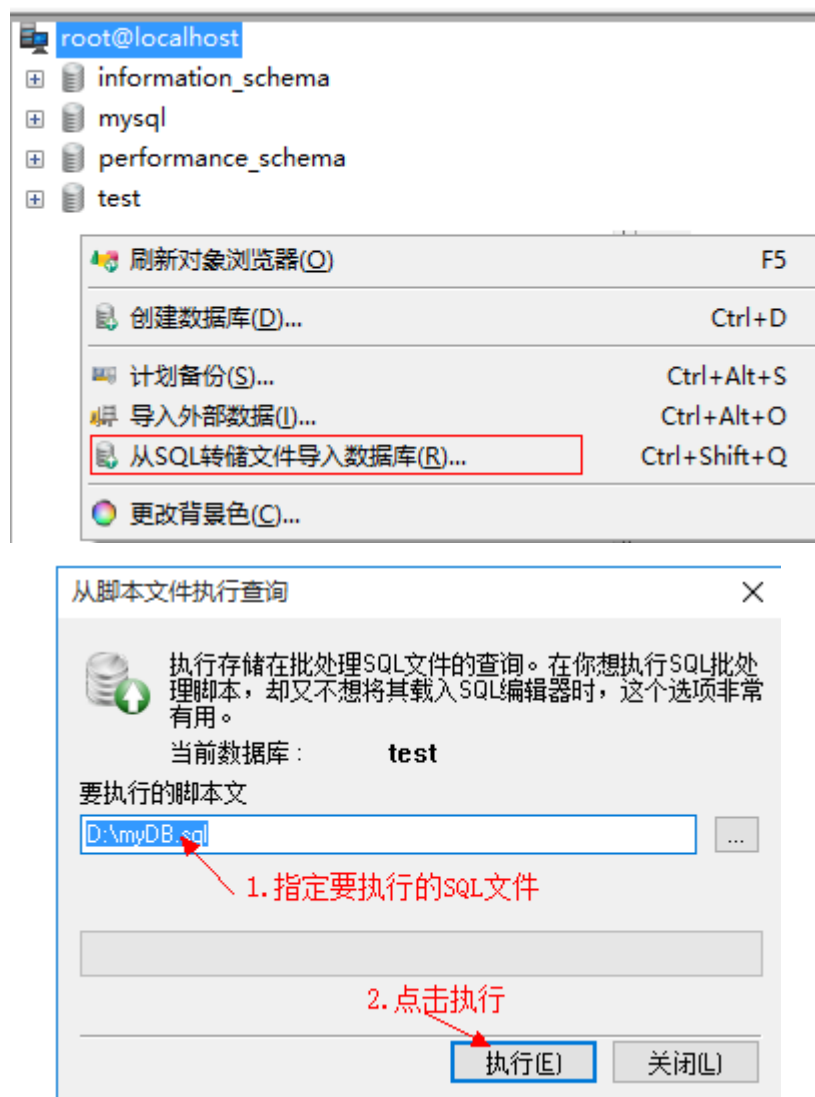 root@localhost
information_schema
mysql
performance_schema
test
刷新对象浏览器(O) F5
创建数据库(D)... Ctrl+D
计划备份(S)... Ctrl+Alt+S
导入外部数据(I)... Ctrl+Alt+O
从SQL转储文件导入数据库(R)... Ctrl+Shift+Q
更改背景色(C)...
从脚本文件执行查询
执行存储在批处理SQL文件的查询。在你想执行SQL批处
理脚本，却又不想将其载入SQL编辑器时，这个选项非常
有用。
当前数据库： test
要执行的脚本文
D:\myDB.sql ...
1.指定要执行的SQL文件
2.点击执行
执行(E) 关闭(L)